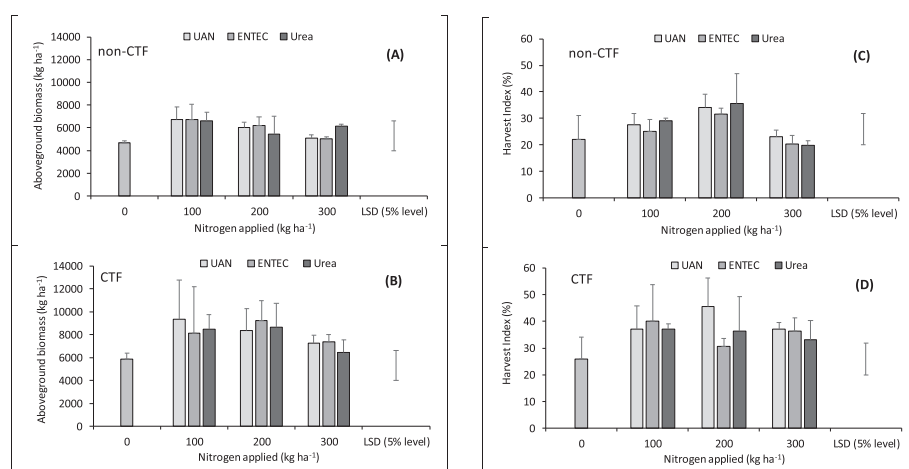 non-CTF
UAN ENTEC Urea
(A)
Aboveground biomass (kg ha-1)
14000
12000
10000
8000
6000
4000
2000
0
0 100 200 300 LSD (5% level)
Nitrogen applied (kg ha-1)
CTF
UAN ENTEC Urea
(B)
Aboveground biomass (kg ha-1)
14000
12000
10000
8000
6000
4000
2000
0
0 100 200 300 LSD (5% level)
Nitrogen applied (kg ha-1)
non-CTF
UAN ENTEC Urea
(C)
Harvest Index (%)
60
50
40
30
20
10
0
0 100 200 300 LSD (5% level)
Nitrogen applied (kg ha-1)
CTF
UAN ENTEC Urea
(D)
Harvest Index (%)
60
50
40
30
20
10
0
0 100 200 300 LSD (5% level)
Nitrogen applied (kg ha-1)